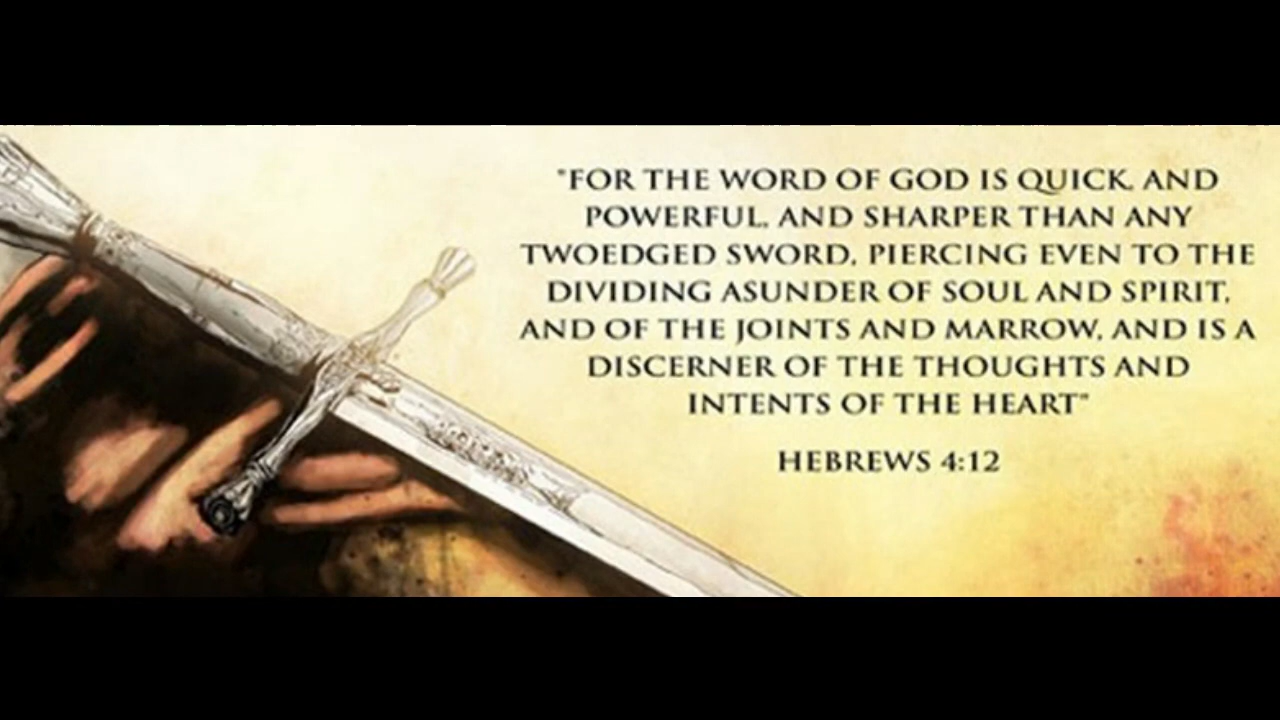 "FOR THE WORD OF GOD IS QUICK, AND
POWERFUL, AND SHARPER THAN ANY
TWOEDGED SWORD, PIERCING EVEN TO THE
DIVIDING ASUNDER OF SOUL AND SPIRIT,
AND OF THE JOINTS AND MARROW, AND IS A
DISCERNER OF THE THOUGHTS AND
INTENTS OF THE HEART"
HEBREWS 4:12